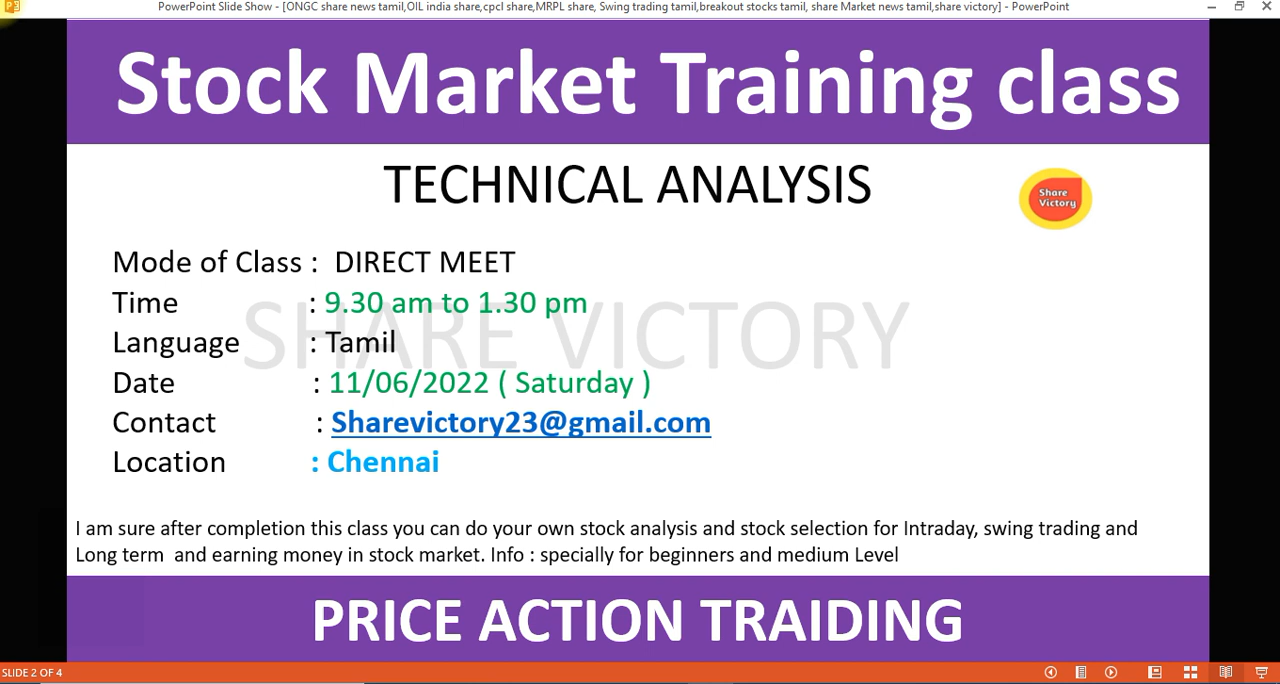 PowerPoint Slide Show - [ONGC share news tamil,OIL india share,cpcl share,MRPL share, Swing trading tamil,breakout stocks tamil, share Market news tamil,share victory] - PowerPoint
Stock Market Training class
TECHNICAL ANALYSIS
Share
Victory
Mode of Class : DIRECT MEET
Time : 9.30 am to 1.30 pm
SHARE VICTORY
Language : Tamil
Date : 11/06/2022 ( Saturday )
Contact : Sharevictory23@gmail.com
Location : Chennai
I am sure after completion this class you can do your own stock analysis and stock selection for Intraday, swing trading and
Long term and earning money in stock market. Info : specially for beginners and medium Level
PRICE ACTION TRAIDING
SLIDE 2 OF 4